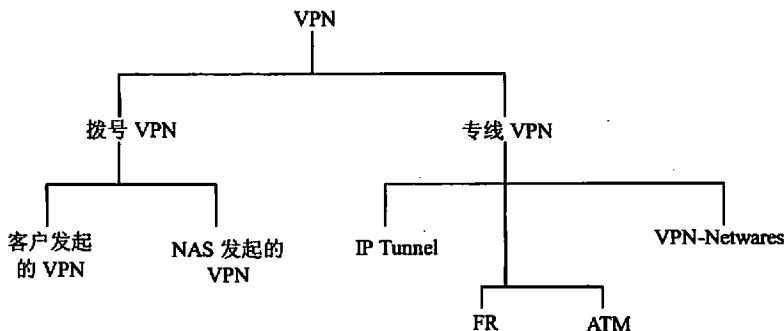 VPN
拨号 VPN
专线 VPN
客户发起
的 VPN
NAS 发起的
VPN
IP Tunnel
VPN-Netwares
FR
ATM